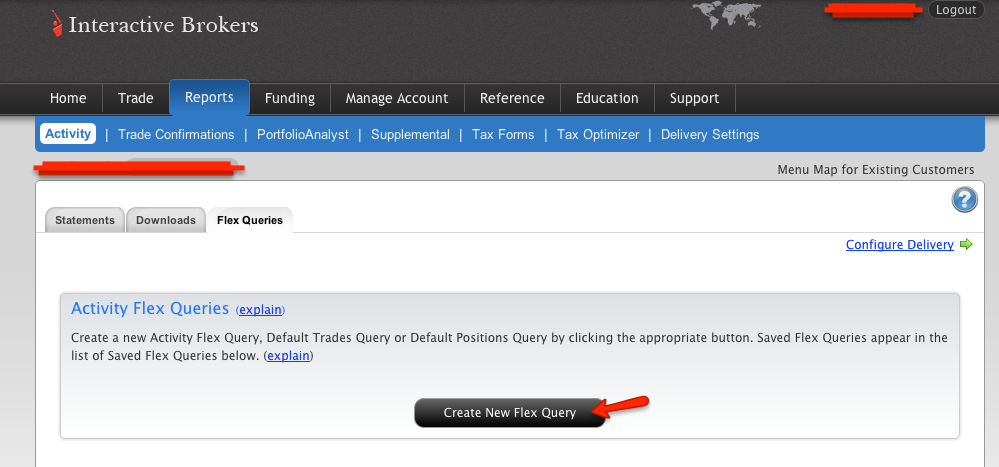 Interactive Brokers
Logout
Home Trade Reports Funding Manage Account Reference Education Support
Activity | Trade Confirmations | PortfolioAnalyst | Supplemental | Tax Forms | Tax Optimizer | Delivery Settings
Menu Map for Existing Customers
?
Statements Downloads Flex Queries
Configure Delivery
Activity Flex Queries (explain)
Create a new Activity Flex Query, Default Trades Query or Default Positions Query by clicking the appropriate button. Saved Flex Queries appear in the
list of Saved Flex Queries below. (explain)
Create New Flex Query